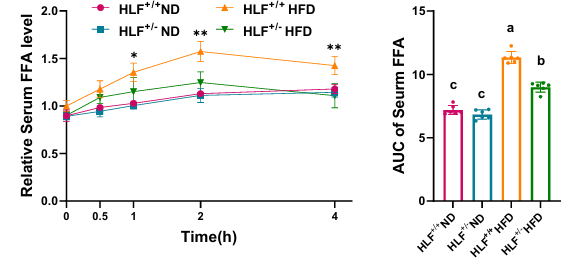 HLF+/+ND
HLF+/+ HFD
HLF+/- ND
HLF+/- HFD
Relative Serum FFA level
2.0
1.5
1.0
0.5
0.0
*
**
**
0
0.5
1
2
4
Time(h)
AUC of Seurm FFA
15
10
5
0
c
c
a
b
HLF+/+ND
HLF+/- ND
HLF+/+ HFD
HLF+/- HFD